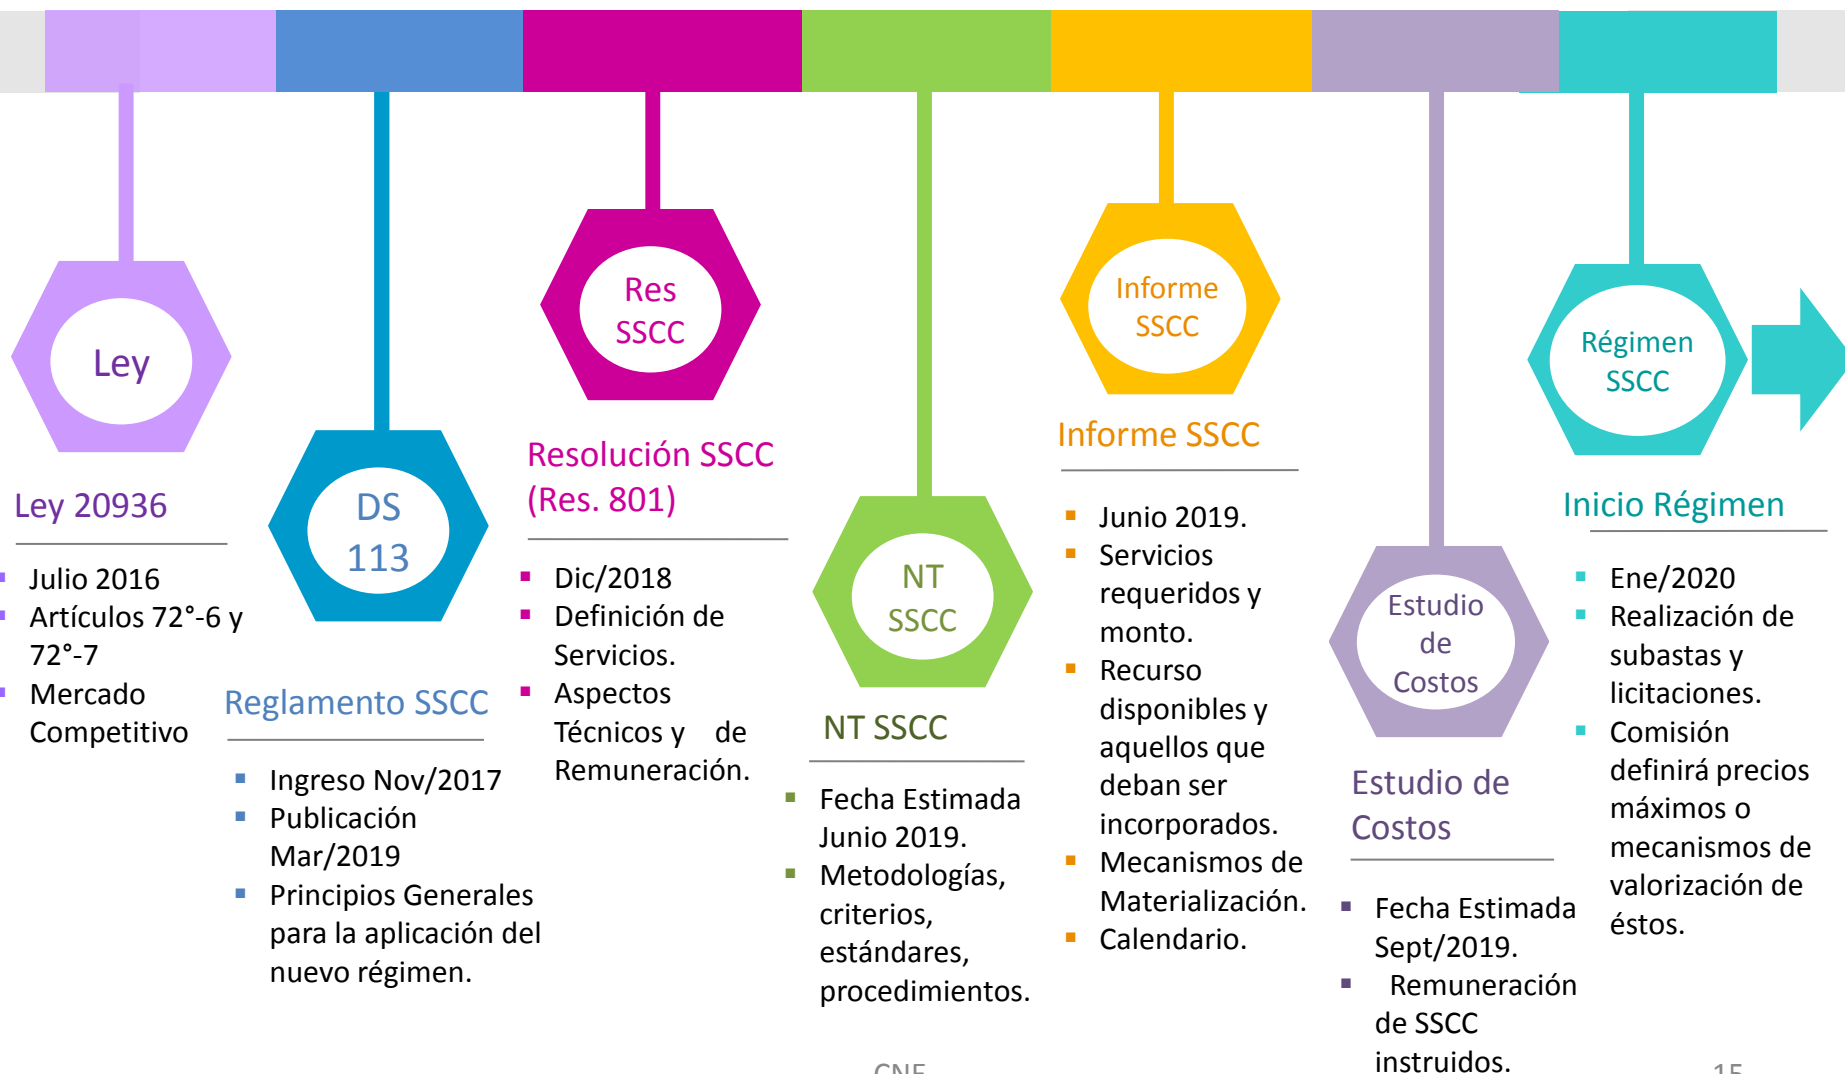 Ley
Ley 20936
Julio 2016
Artículos 72°-6 y
72°-7
Mercado
Competitivo
DS
113
Reglamento SSCC
Ingreso Nov/2017
Publicación
Mar/2019
Principios Generales
para la aplicación del
nuevo régimen.
Res
SSCC
Resolución SSCC
(Res. 801)
Dic/2018
Definición de
Servicios.
Aspectos
Técnicos y de
Remuneración.
NT
SSCC
NT SSCC
Fecha Estimada
Junio 2019.
Metodologías,
criterios,
estándares,
procedimientos.
Informe
SSCC
Informe SSCC
Junio 2019.
Servicios
requeridos y
monto.
Recurso
disponibles y
aquellos que
deban ser
incorporados.
Mecanismos de
Materialización.
Calendario.
Estudio
de
Costos
Estudio de
Costos
Fecha Estimada
Sept/2019.
Remuneración
de SSCC
instruidos.
Régimen
SSCC
Inicio Régimen
Ene/2020
Realización de
subastas y
licitaciones.
Comisión
definirá precios
máximos o
mecanismos de
valorización de
éstos.
CNE
15